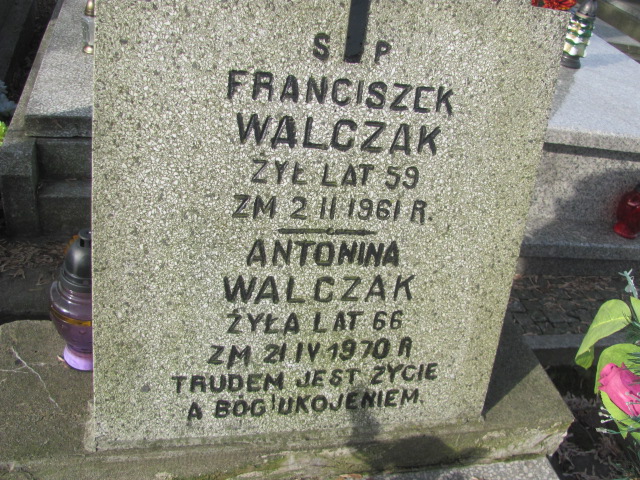 Ś P
FRANCISZEK
WALCZAK
ŻYŁ LAT 59
ZM 2 II 1961 R.
ANTONINA
WALCZAK
ŻYŁA LAT 66
ZM 21 IV 1970 R
TRUDEM JEST ŻYCIE
A BÓG UKOJENIEM.